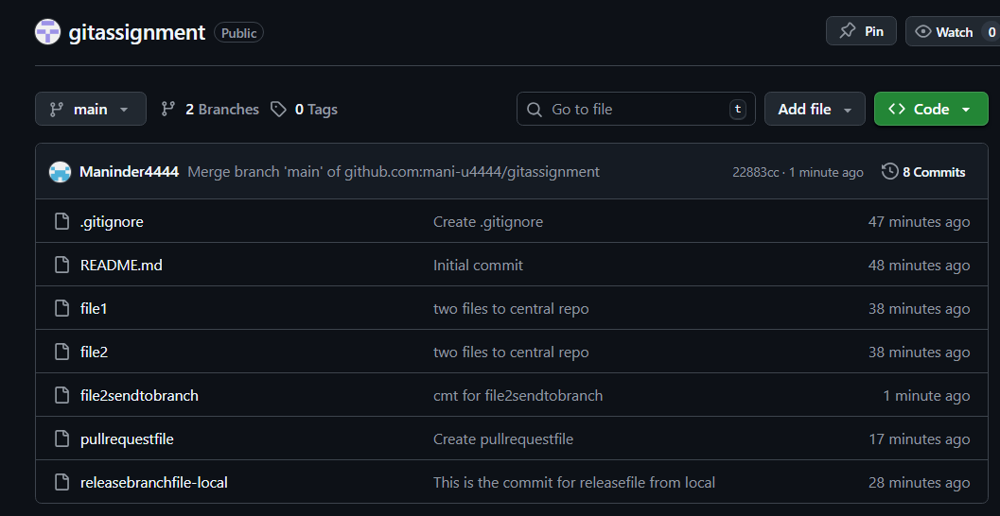 gitassignment Public Pin Watch 0
main 2 Branches 0 Tags Go to file t Add file Code
Maninder4444 Merge branch 'main' of github.com:mani-u4444/gitassignment 22883cc · 1 minute ago 8 Commits
.gitignore Create .gitignore 47 minutes ago
README.md Initial commit 48 minutes ago
file1 two files to central repo 38 minutes ago
file2 two files to central repo 38 minutes ago
file2sendtobranch cmt for file2sendtobranch 1 minute ago
pullrequestfile Create pullrequestfile 17 minutes ago
releasebranchfile-local This is the commit for releasefile from local 28 minutes ago